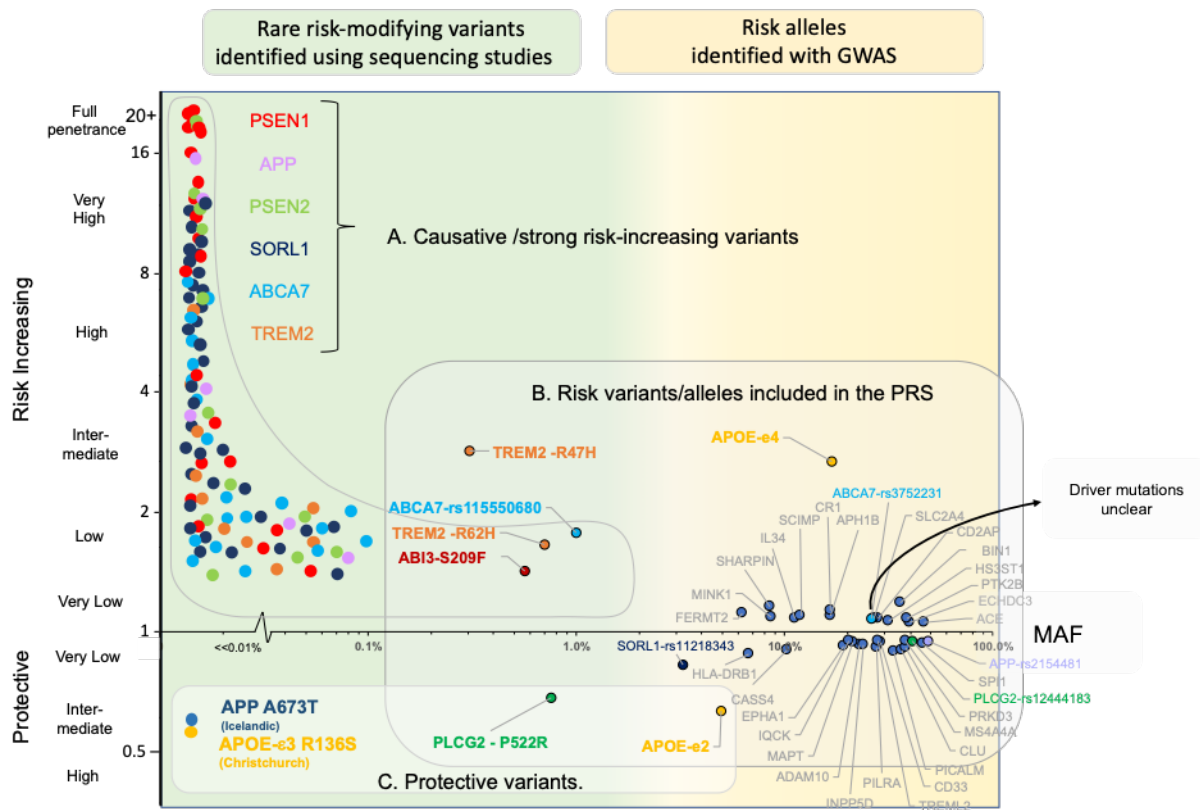 Rare risk-modifying variants
identified using sequencing studies
Risk alleles
identified with GWAS
Risk Increasing
Protective
Full
penetrance
Very
High
High
Inter-
mediate
Low
Very Low
Very Low
Inter-
mediate
High
20+
16
8
4
2
1
0.5
PSEN1
APP
PSEN2
SORL1
ABCA7
TREM2
A. Causative /strong risk-increasing variants
B. Risk variants/alleles included in the PRS
TREM2 -R47H
APOE-e4
ABCA7-rs115550680
TREM2 -R62H
ABI3-S209F
ABCA7-rs3752231
CR1
SCIMP
APH1B
SLC2A4
IL34
CD2AP
SHARPIN
BIN1
HS3ST1
MINK1
PTK2B
FERMT2
ECHDC3
ACE
Driver mutations
unclear
<<0.01%
0.1%
1.0%
10.0%
100.0%
MAF
SORL1-rs11218343
HLA-DRB1
CASS4
EPHA1
IQCK
MAPT
ADAM10
INPP5D
PILRA
TREML2
CD33
PICALM
CLU
MS4A4A
PRKD3
PLCG2-rs12444183
SPI1
APP-rs2154481
APP A673T
(Icelandic)
APOE-ε3 R136S
(Christchurch)
PLCG2 - P522R
APOE-e2
C. Protective variants.